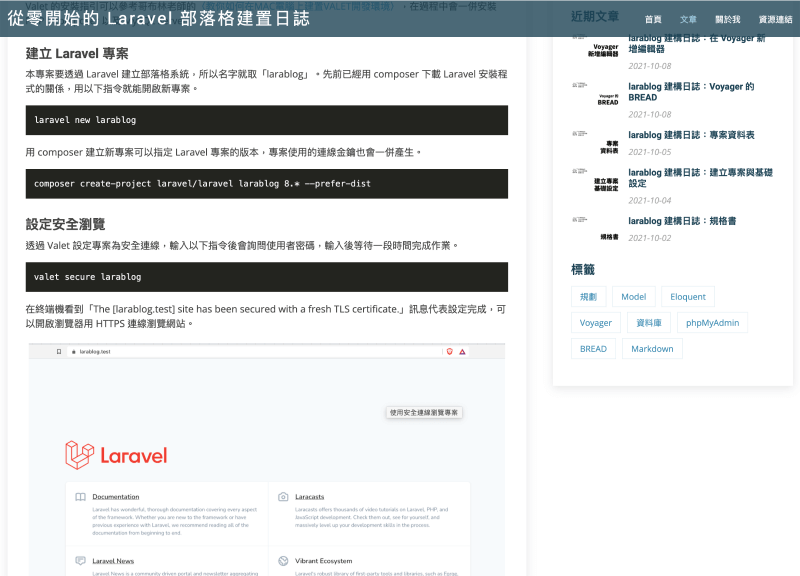 從零開始的 Laravel 部落格建置日誌
首頁
文章
關於我
資源連結
建立 Laravel 專案
本專案要透過 Laravel 建立部落格系統，所以名字就取「larablog」。先前已經用 composer 下載 Laravel 安裝程
式的關係，用以下指令就能開啟新專案。
laravel new larablog
用 composer 建立新專案可以指定 Laravel 專案的版本，專案使用的連線金鑰也會一併產生。
composer create-project laravel/laravel larablog 8.* --prefer-dist
設定安全瀏覽
透過 Valet 設定專案為安全連線，輸入以下指令後會詢問使用者密碼，輸入後等待一段時間完成作業。
valet secure larablog
在終端機看到「The [larablog.test] site has been secured with a fresh TLS certificate.」訊息代表設定完成，可
以開啟瀏覽器用 HTTPS 連線瀏覽網站。
larablog.test
使用安全連線瀏覽專案
Laravel
Documentation
Laravel has wonderful, thorough documentation covering every aspect
of the framework. Whether you are new to the framework or have
previous experience with Laravel, we recommend reading all of the
documentation from beginning to end.
Laracasts
Laracasts offers thousands of video tutorials on Laravel, PHP, and
JavaScript development. Check them out, see for yourself, and
massively level up your development skills in the process.
Laravel News
Laravel News is a community driven portal and newsletter aggregating
Vibrant Ecosystem
Laravel's robust library of first-party tools and libraries, such as Forge,
近期文章
Voyager
新增編輯器
larablog 建構日誌：在 Voyager 新
增編輯器
2021-10-08
Voyager 的
BREAD
larablog 建構日誌：Voyager 的
BREAD
2021-10-08
專案
資料表
larablog 建構日誌：專案資料表
2021-10-05
建立專案
基礎設定
larablog 建構日誌：建立專案與基礎
設定
2021-10-04
規格書
larablog 建構日誌：規格書
2021-10-02
標籤
規劃
Model
Eloquent
Voyager
資料庫
phpMyAdmin
BREAD
Markdown